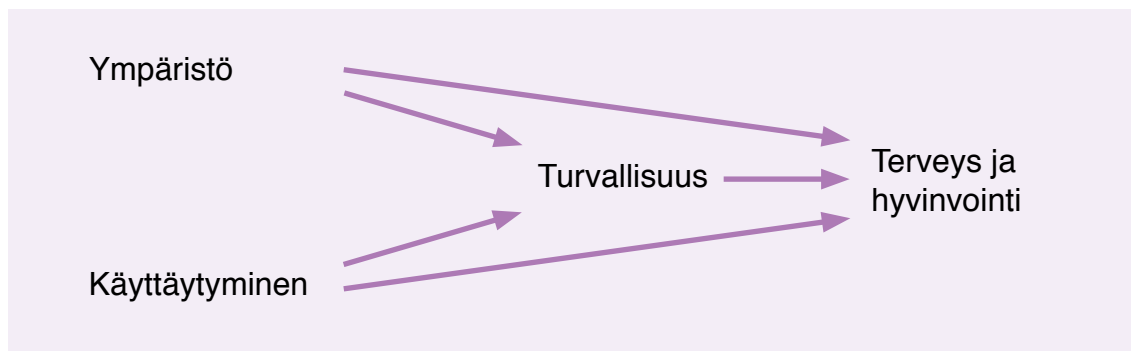 Ympäristö
Turvallisuus
Terveys ja
hyvinvointi
Käyttäytyminen